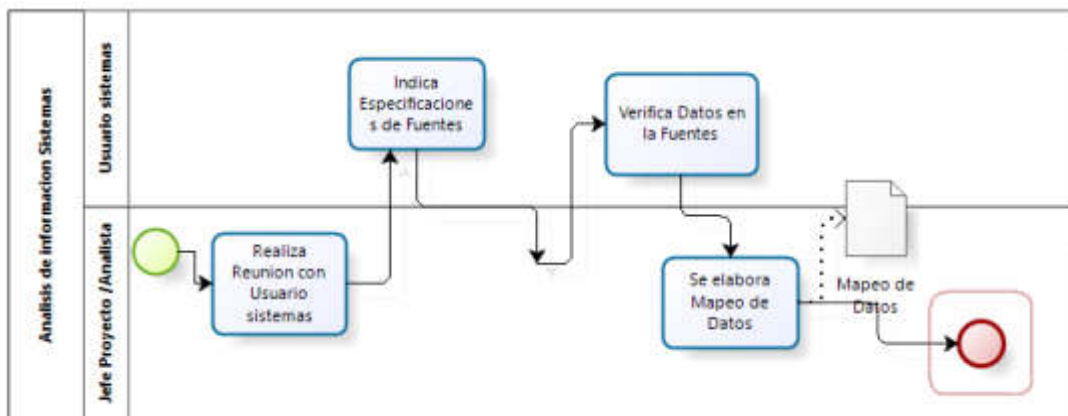 Analisis de informacion Sistemas
Usuario sistemas
Indica
Especificacione
s de Fuentes
Verifica Datos en
la Fuentes
Jefe Proyecto /Analista
Realiza
Reunion con
Usuario
sistemas
Se elabora
Mapeo de
Datos
Mapeo de
Datos